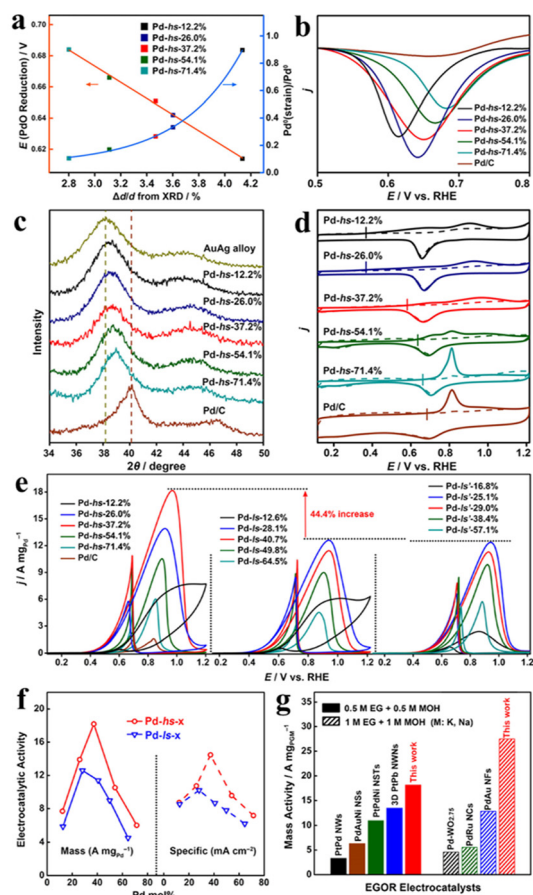 a
Pd-hs-12.2%
Pd-hs-26.0%
Pd-hs-37.2%
Pd-hs-54.1%
Pd-hs-71.4%
E (PdO Reduction) / V
0.70
0.68
0.66
0.64
0.62
Pd⁰(strain)/Pd⁰
1.0
0.8
0.6
0.4
0.2
0.0
2.8 3.2 3.6 4.0
Δd/d from XRD / %
b
j
Pd-hs-12.2%
Pd-hs-26.0%
Pd-hs-37.2%
Pd-hs-54.1%
Pd-hs-71.4%
Pd/C
0.5 0.6 0.7 0.8
E / V vs. RHE
c
Intensity
AuAg alloy
Pd-hs-12.2%
Pd-hs-26.0%
Pd-hs-37.2%
Pd-hs-54.1%
Pd-hs-71.4%
Pd/C
34 36 38 40 42 44 46 48 50
2θ / degree
d
j
Pd-hs-12.2%
Pd-hs-26.0%
Pd-hs-37.2%
Pd-hs-54.1%
Pd-hs-71.4%
Pd/C
0.2 0.4 0.6 0.8 1.0 1.2
E / V vs. RHE
e
j / A mgPd⁻¹
18
15
12
9
6
3
0
Pd-hs-12.2%
Pd-hs-26.0%
Pd-hs-37.2%
Pd-hs-54.1%
Pd-hs-71.4%
Pd/C
Pd-ls-12.6%
Pd-ls-28.1%
Pd-ls-40.7%
Pd-ls-49.8%
Pd-ls-64.5%
44.4% increase
Pd-ls'-16.8%
Pd-ls'-25.1%
Pd-ls'-29.0%
Pd-ls'-38.4%
Pd-ls'-57.1%
0.2 0.4 0.6 0.8 1.0 1.2 0.2 0.4 0.6 0.8 1.0 1.2 0.2 0.4 0.6 0.8 1.0 1.2
E / V vs. RHE
f
Electrocatalytic Activity
20
16
12
8
4
0
Pd-hs-x
Pd-ls-x
Mass (A mgPd⁻¹)
Specific (mA cm⁻²)
0 20 40 60 80 0 20 40 60 80
Pd mol%
g
Mass Activity / A mgPGM⁻¹
40
30
20
10
0
0.5 M EG + 0.5 M MOH
1 M EG + 1 M MOH (M: K, Na)
PtPd NWs
PdAuNi NSs
PtPdNi NSTs
3D PtPb NWNs
This work
Pd-WO2.75
PdRu NCs
PdAu NFs
This work
EGOR Electrocatalysts